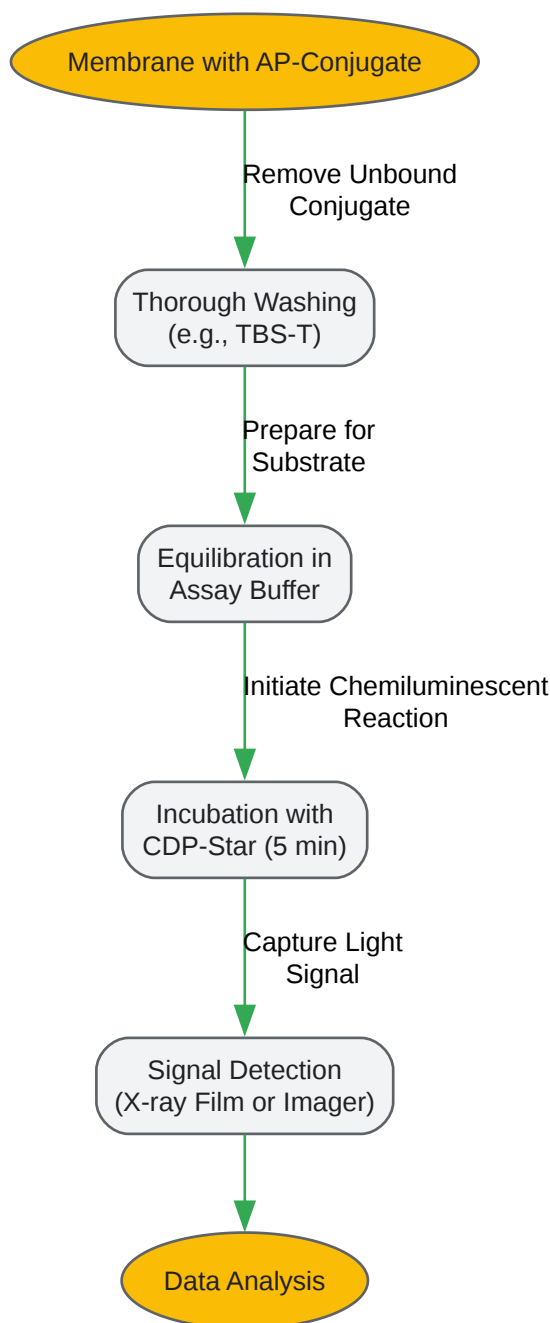 Membrane with AP-Conjugate
Remove Unbound
Conjugate
Thorough Washing
(e.g., TBS-T)
Prepare for
Substrate
Equilibration in
Assay Buffer
Initiate Chemiluminescent
Reaction
Incubation with
CDP-Star (5 min)
Capture Light
Signal
Signal Detection
(X-ray Film or Imager)
Data Analysis